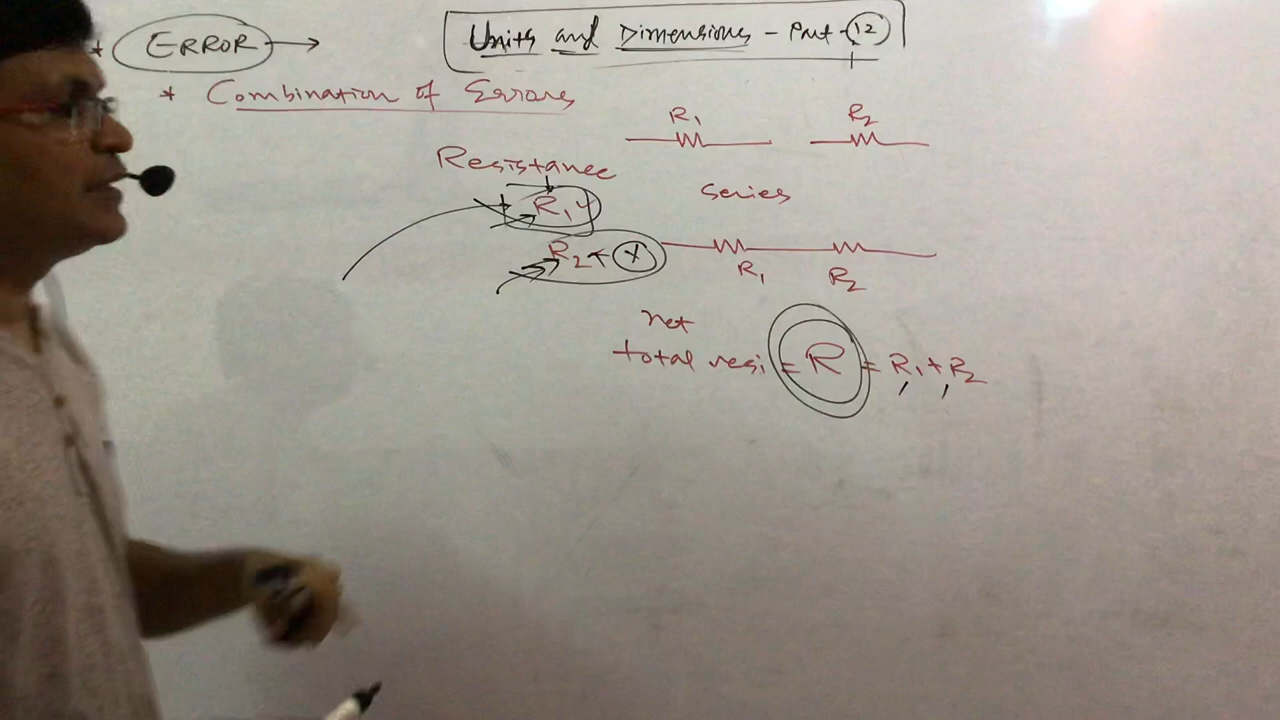 * ERROR →
Units and Dimensions - Part - 12
* Combination of Errors
R₁ R₂
Resistance
Series
R₁
R₂
R₁ R₂
net
total resi = R = R₁ + R₂